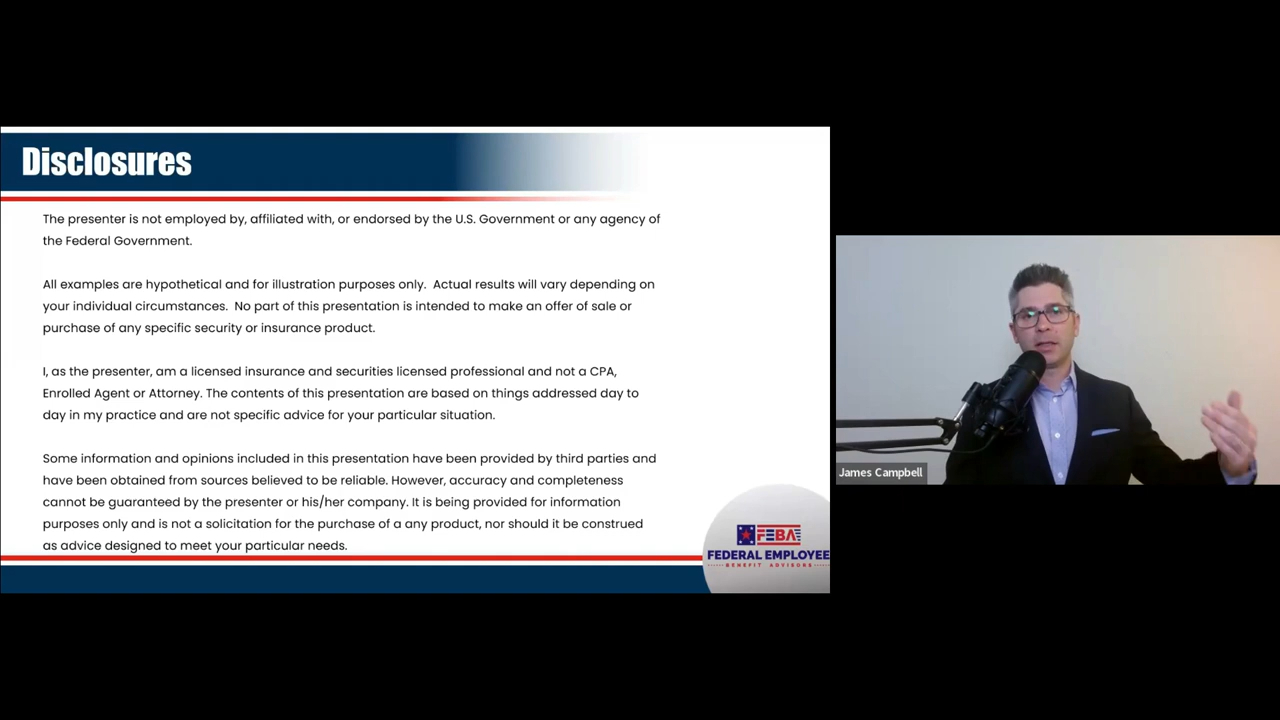 Disclosures
The presenter is not employed by, affiliated with, or endorsed by the U.S. Government or any agency of
the Federal Government.
All examples are hypothetical and for illustration purposes only.  Actual results will vary depending on
your individual circumstances.  No part of this presentation is intended to make an offer of sale or
purchase of any specific security or insurance product.
I, as the presenter, am a licensed insurance and securities licensed professional and not a CPA,
Enrolled Agent or Attorney. The contents of this presentation are based on things addressed day to
day in my practice and are not specific advice for your particular situation.
Some information and opinions included in this presentation have been provided by third parties and
have been obtained from sources believed to be reliable. However, accuracy and completeness
cannot be guaranteed by the presenter or his/her company. It is being provided for information
purposes only and is not a solicitation for the purchase of a any product, nor should it be construed
as advice designed to meet your particular needs.
FEBA
FEDERAL EMPLOYEE
BENEFIT ADVISORS
James Campbell